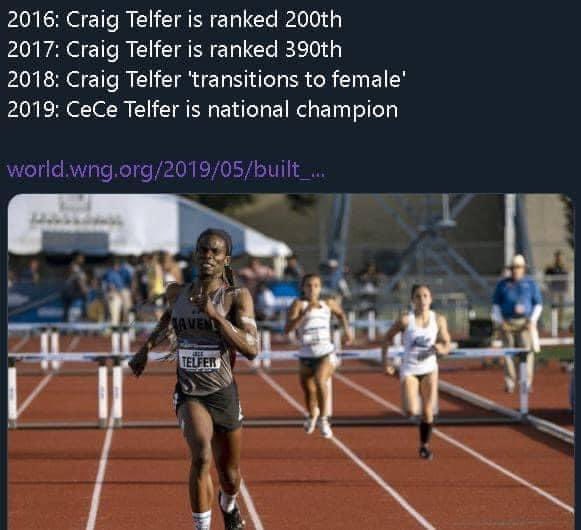 2016: Craig Telfer is ranked 200th
2017: Craig Telfer is ranked 390th
2018: Craig Telfer 'transitions to female'
2019: CeCe Telfer is national champion
world.wng.org/2019/05/built_...
RAVENS
TELFER